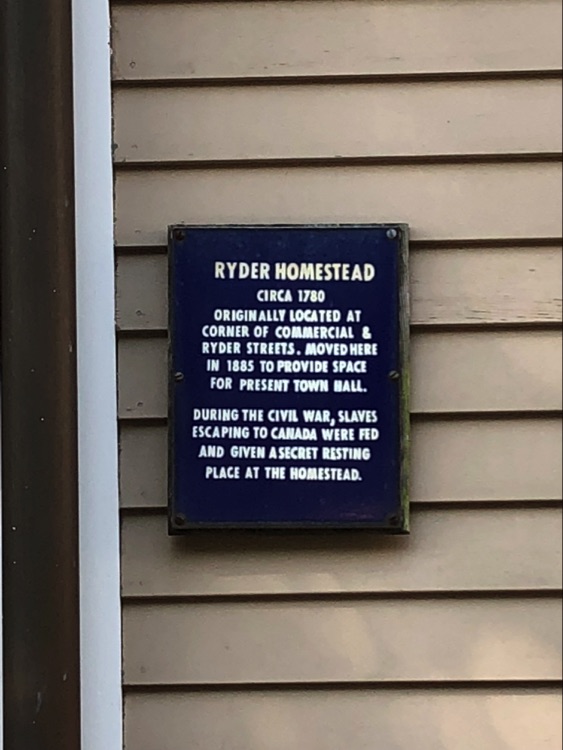 RYDER HOMESTEAD
CIRCA 1780
ORIGINALLY LOCATED AT
CORNER OF COMMERCIAL &
RYDER STREETS. MOVED HERE
IN 1885 TO PROVIDE SPACE
FOR PRESENT TOWN HALL.
DURING THE CIVIL WAR, SLAVES
ESCAPING TO CANADA WERE FED
AND GIVEN A SECRET RESTING
PLACE AT THE HOMESTEAD.